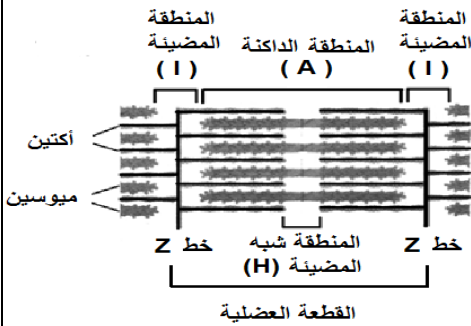 المنطقة
المضيئة
( I )
المنطقة الداكنة
( A )
المنطقة
المضيئة
( I )
أكتين
ميوسين
خط Z
المنطقة شبه
المضيئة (H)
خط Z
القطعة العضلية